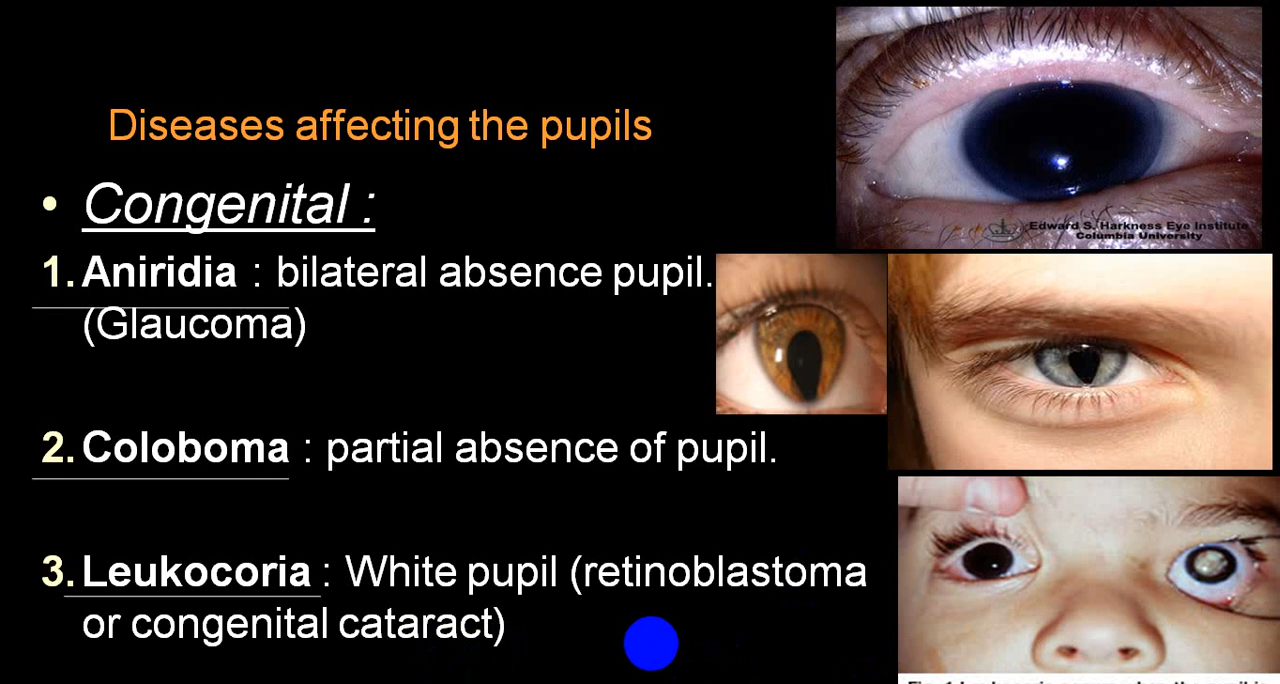 Diseases affecting the pupils
• Congital :
1. Aniridia : bilateral absence pupil.
(Glaucoma)
2. Coloboma : partial absence of pupil.
3. Leukocoria : White pupil (retinoblastoma
or congenital cataract)
Edward S. Harkness Eye Institute
Columbia University